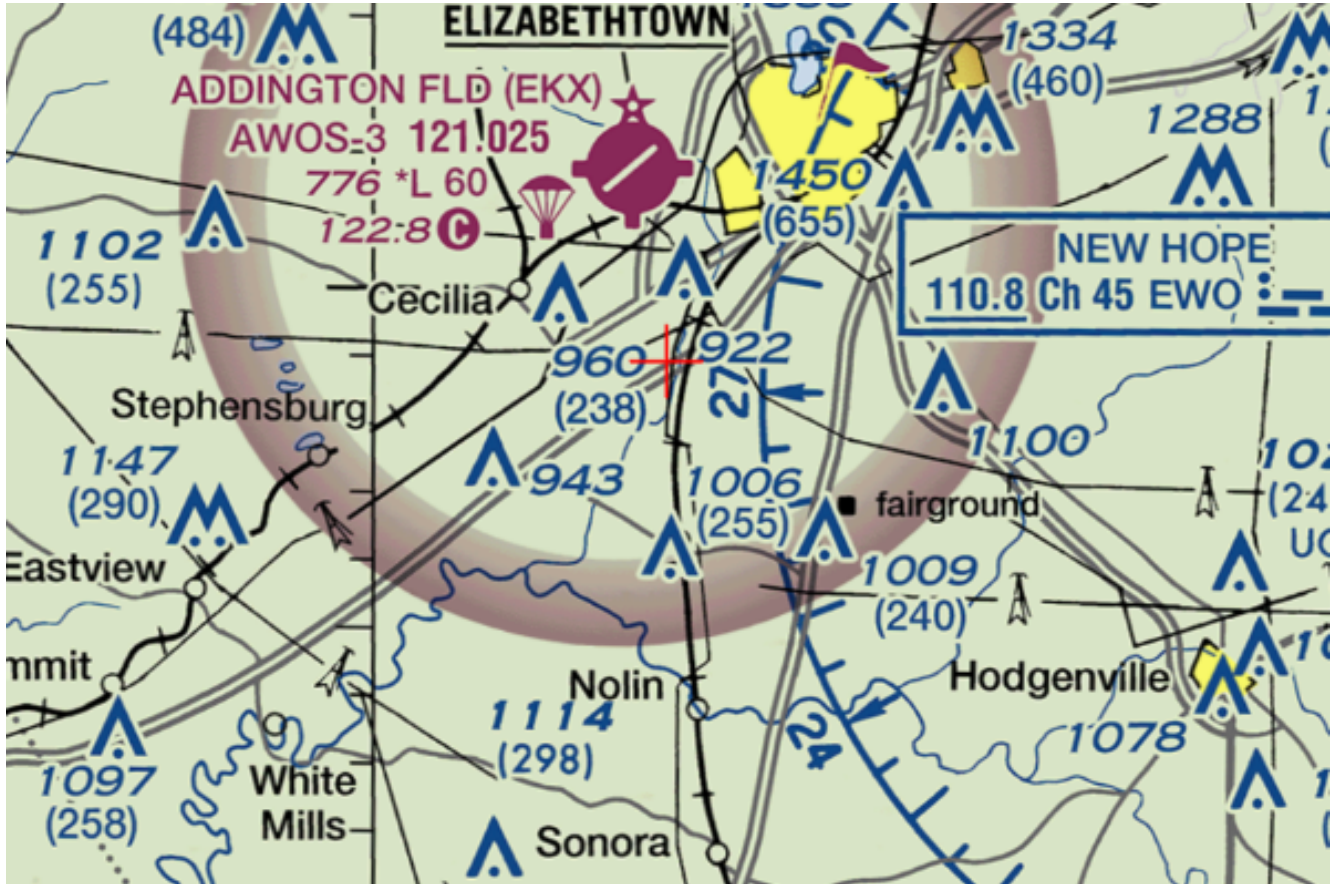 ELIZABETHTOWN
(484)
1334
(460)
ADDINGTON FLD (EKX)
AWOS-3 121.025
776 *L 60
122.8 C
1288
1450
(655)
1102
(255)
NEW HOPE
110.8 Ch 45 EWO
Cecilia
960
(238)
922
27
Stephensburg
1147
(290)
943
1100
1006
(255)
fairground
Eastview
1009
(240)
Nolin
Hodgenville
1114
(298)
24
1078
1097
(258)
White
Mills
Sonora